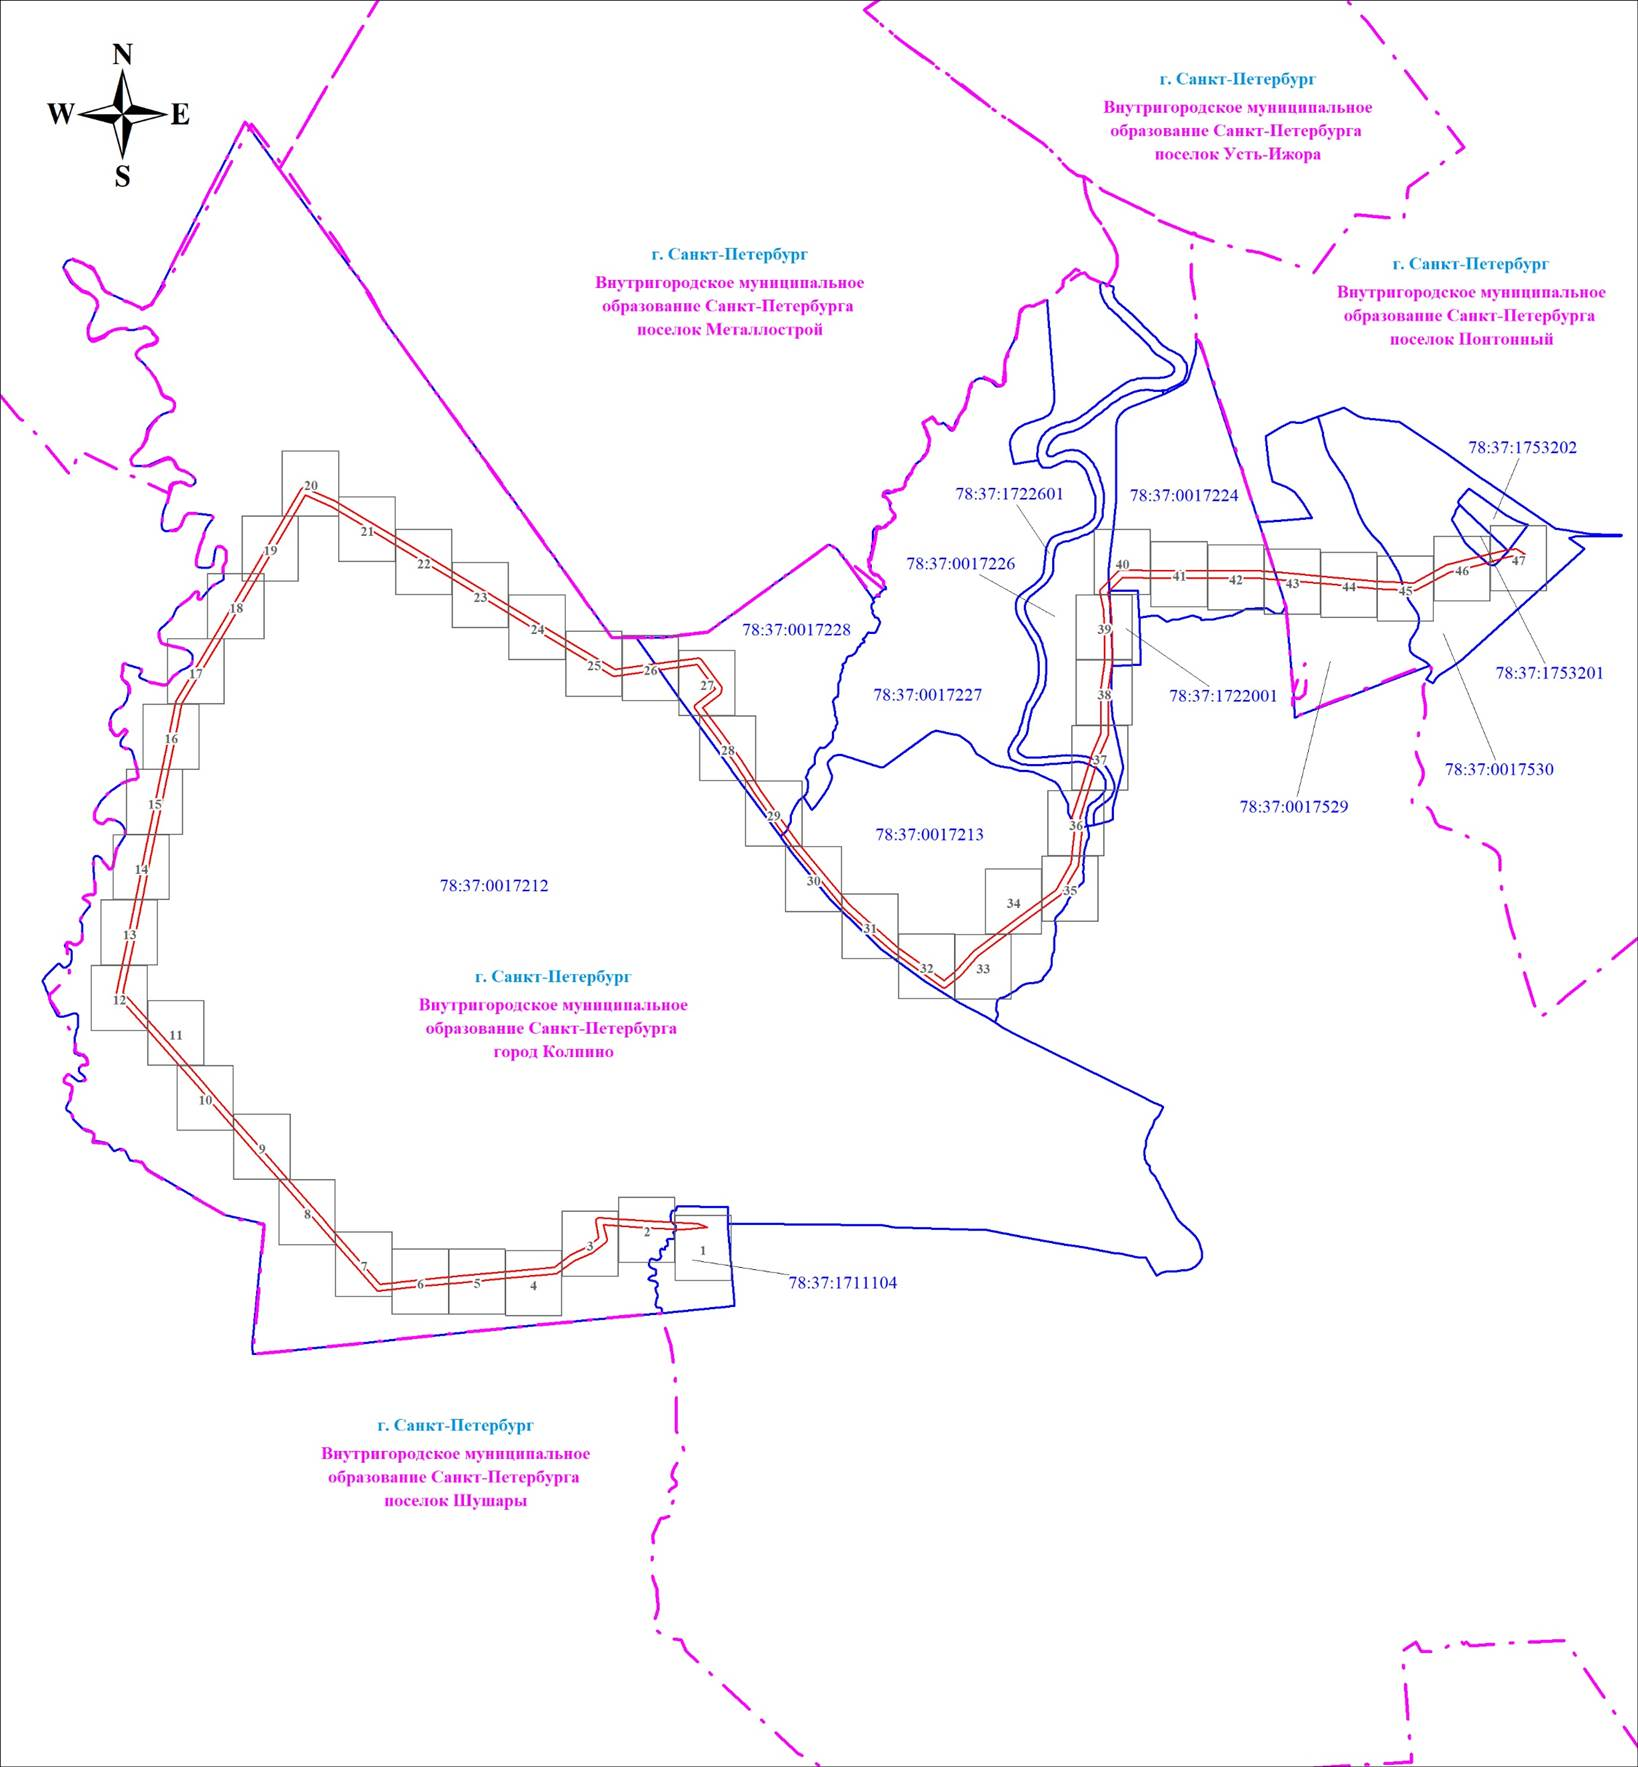 N
W
E
S
г. Санкт-Петербург
Внутригородское муниципальное
образование Санкт-Петербурга
поселок Усть-Ижора
г. Санкт-Петербург
Внутригородское муниципальное
образование Санкт-Петербурга
поселок Металлострой
г. Санкт-Петербург
Внутригородское муниципальное
образование Санкт-Петербурга
поселок Понтонный
78:37:1753202
78:37:1722601
78:37:0017224
78:37:0017226
78:37:0017228
78:37:0017227
78:37:1722001
78:37:1753201
78:37:0017530
78:37:0017529
78:37:0017213
78:37:0017212
20
21
19
22
23
18
24
25
26
27
17
16
28
15
29
14
30
13
31
32
33
34
35
36
37
38
39
40
41
42
43
44
45
46
47
12
11
10
9
8
7
6
5
4
3
2
1
г. Санкт-Петербург
Внутригородское муниципальное
образование Санкт-Петербурга
город Колпино
78:37:1711104
г. Санкт-Петербург
Внутригородское муниципальное
образование Санкт-Петербурга
поселок Шушары